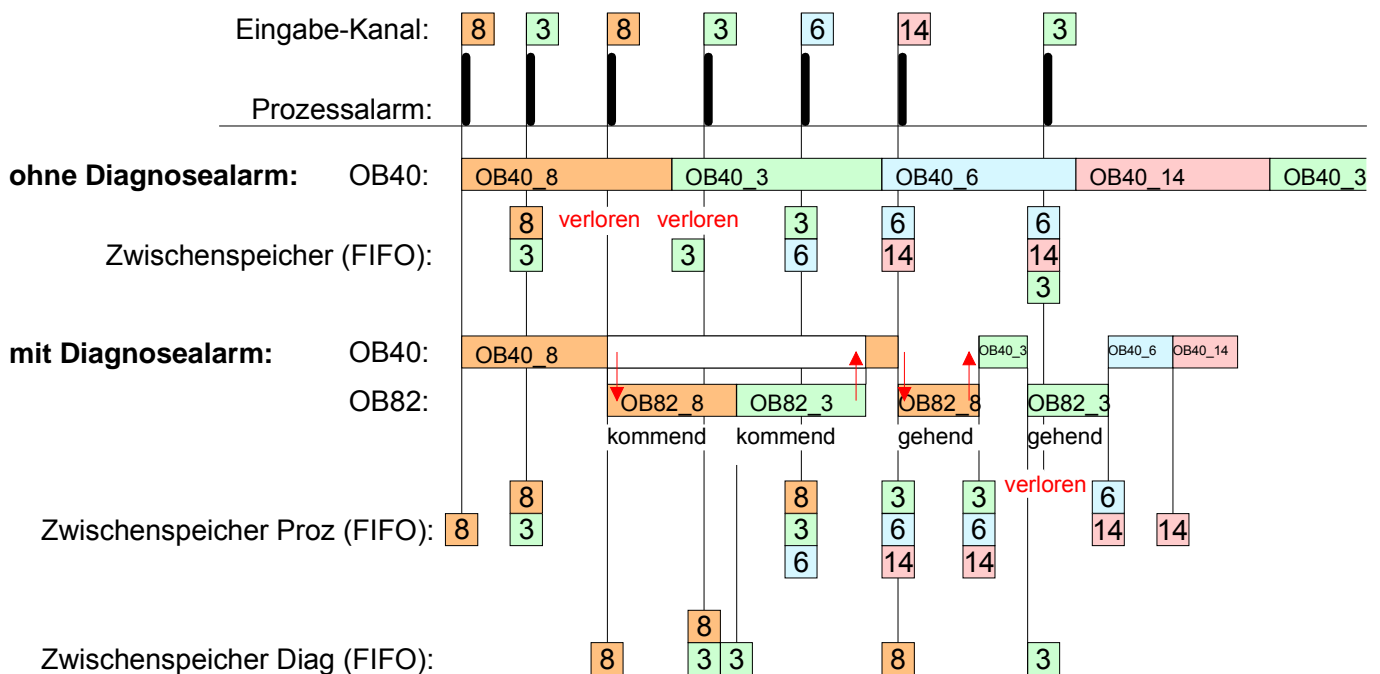 Eingabe-Kanal: 8 3 8 3 6 14 3
Prozessalarm:
ohne Diagnosealarm: OB40: OB40_8 OB40_3 OB40_6 OB40_14 OB40_3
8 verloren verloren 3 6 6
Zwischenspeicher (FIFO): 3 3 6 14 14
3
mit Diagnosealarm: OB40: OB40_8 OB40_3 OB40_6 OB40_14
OB82: OB82_8 OB82_3 OB82_8 OB82_3
kommend kommend gehend gehend
8 8 3 3 verloren 6
Zwischenspeicher Proz (FIFO): 8 3 3 6 6 14 14
6 14 14
8
Zwischenspeicher Diag (FIFO): 8 3 3 8 3